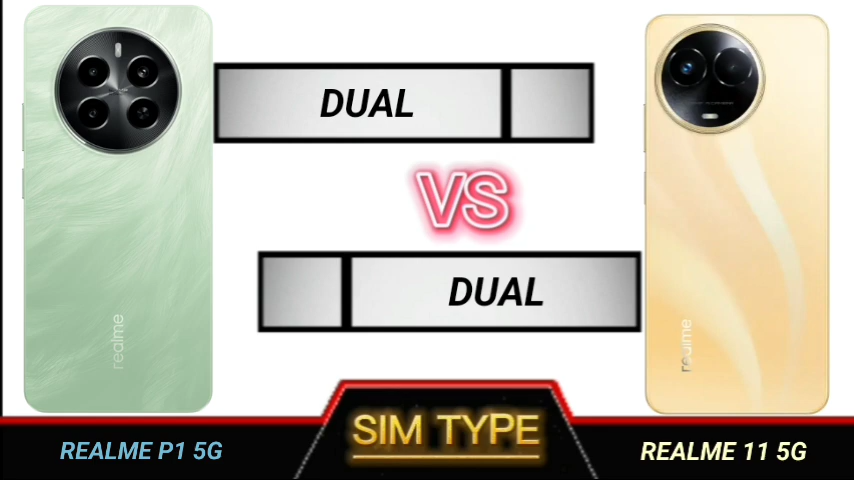 DUAL
VS
DUAL
realme
realme
SIM TYPE
REALME P1 5G
REALME 11 5G